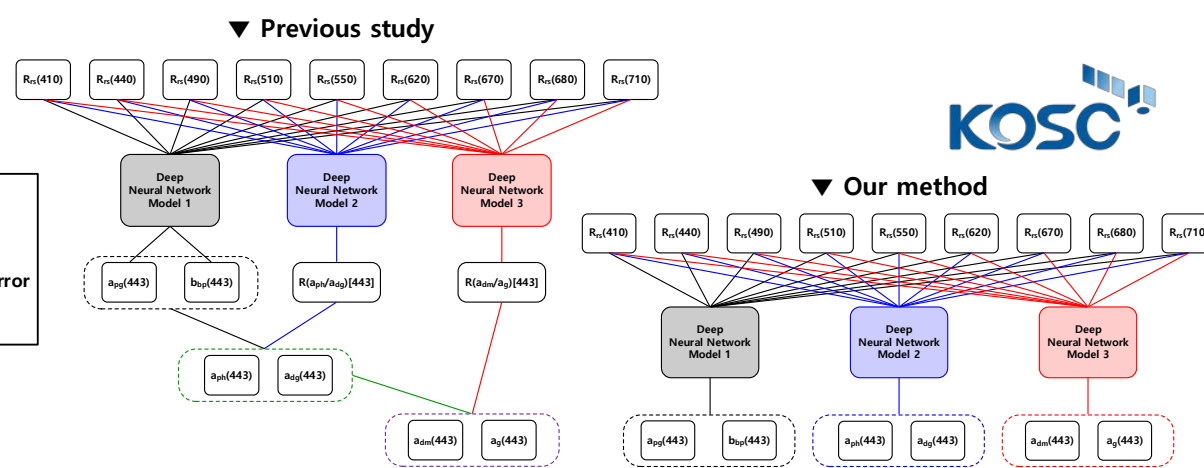 ▼ Previous study
Rrs(410) Rrs(440) Rrs(490) Rrs(510) Rrs(550) Rrs(620) Rrs(670) Rrs(680) Rrs(710)
Deep Neural Network Model 1
Deep Neural Network Model 2
Deep Neural Network Model 3
apg(443) bbp(443)
R(aph/adg)[443]
R(adm/ag)[443]
aph(443) adg(443)
adm(443) ag(443)
rror
KOSC
▼ Our method
Rrs(410) Rrs(440) Rrs(490) Rrs(510) Rrs(550) Rrs(620) Rrs(670) Rrs(680) Rrs(710
Deep Neural Network Model 1
Deep Neural Network Model 2
Deep Neural Network Model 3
apg(443) bbp(443)
aph(443) adg(443)
adm(443) ag(443)